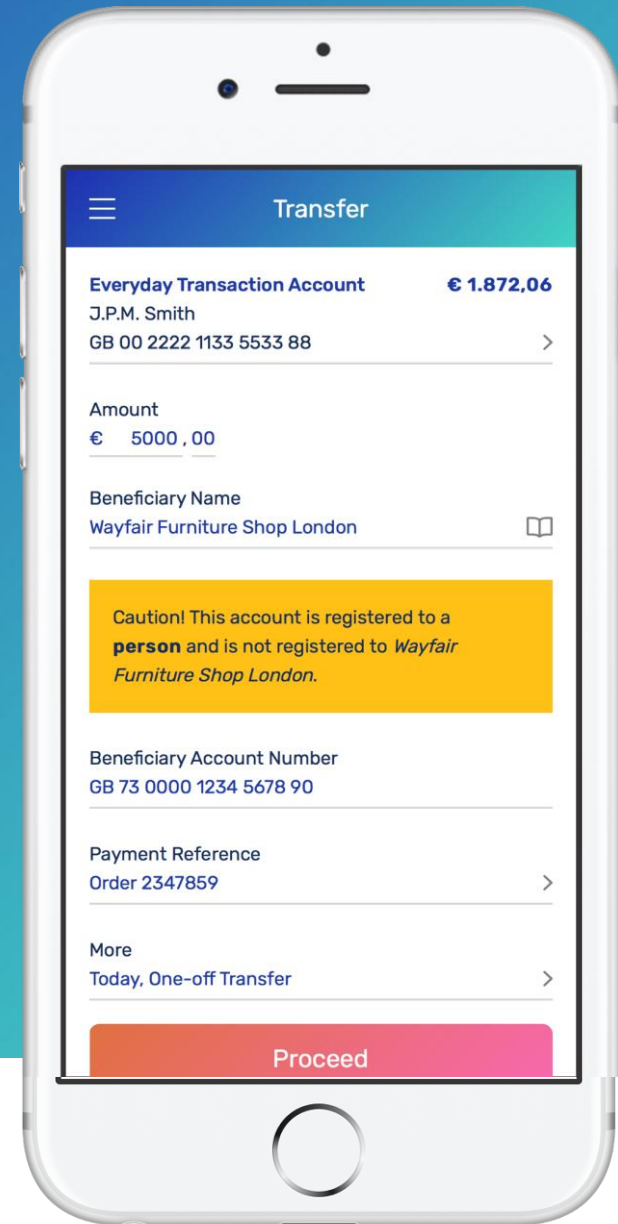 Transfer
Everyday Transaction Account € 1.872,06
J.P.M. Smith
GB 00 2222 1133 5533 88
Amount
€ 5000 , 00
Beneficiary Name
Wayfair Furniture Shop London
Caution! This account is registered to a
person and is not registered to Wayfair
Furniture Shop London.
Beneficiary Account Number
GB 73 0000 1234 5678 90
Payment Reference
Order 2347859
More
Today, One-off Transfer
Proceed